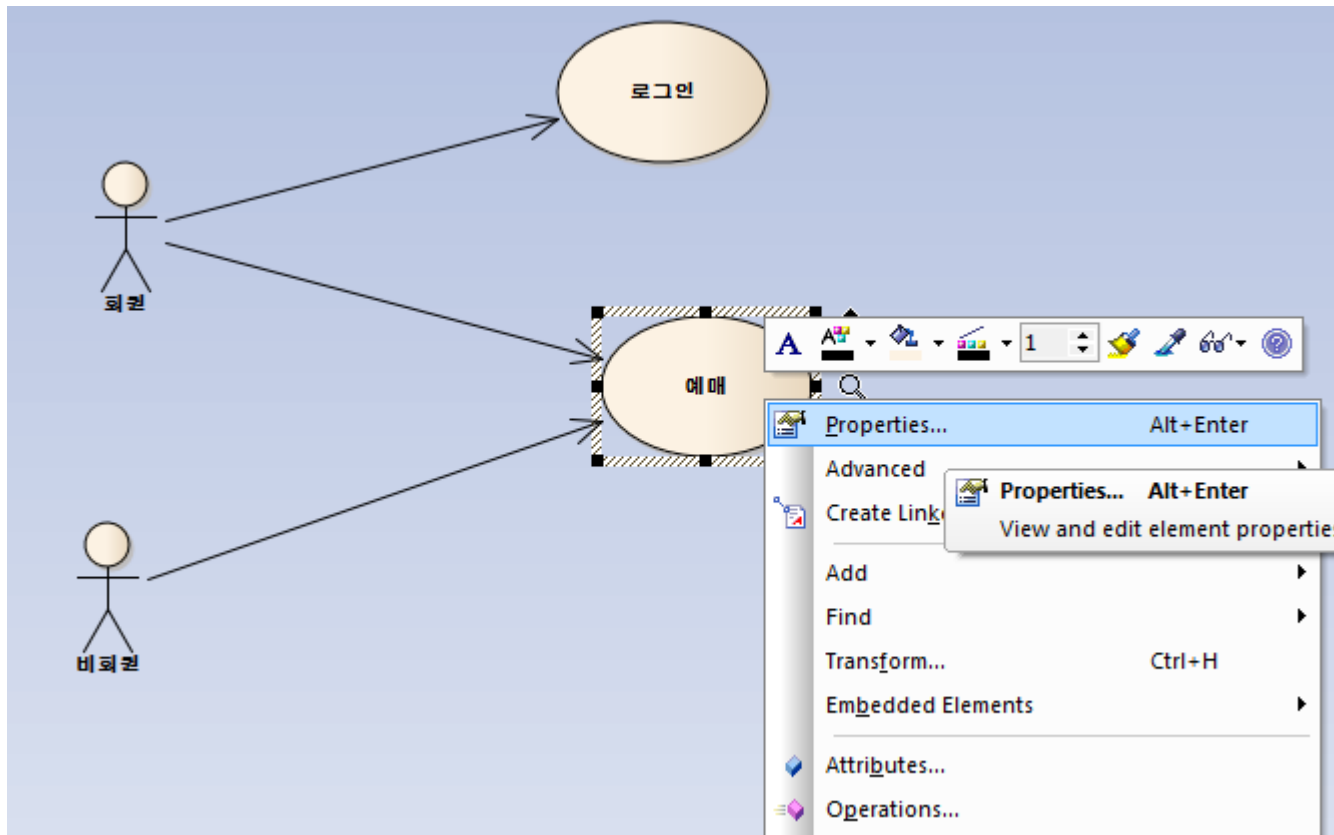 로그인
회원
예매
비회원
1
Properties... Alt+Enter
Advanced
Properties... Alt+Enter
Create Link
View and edit element properties
Add
Find
Transform... Ctrl+H
Embedded Elements
Attributes...
Operations...